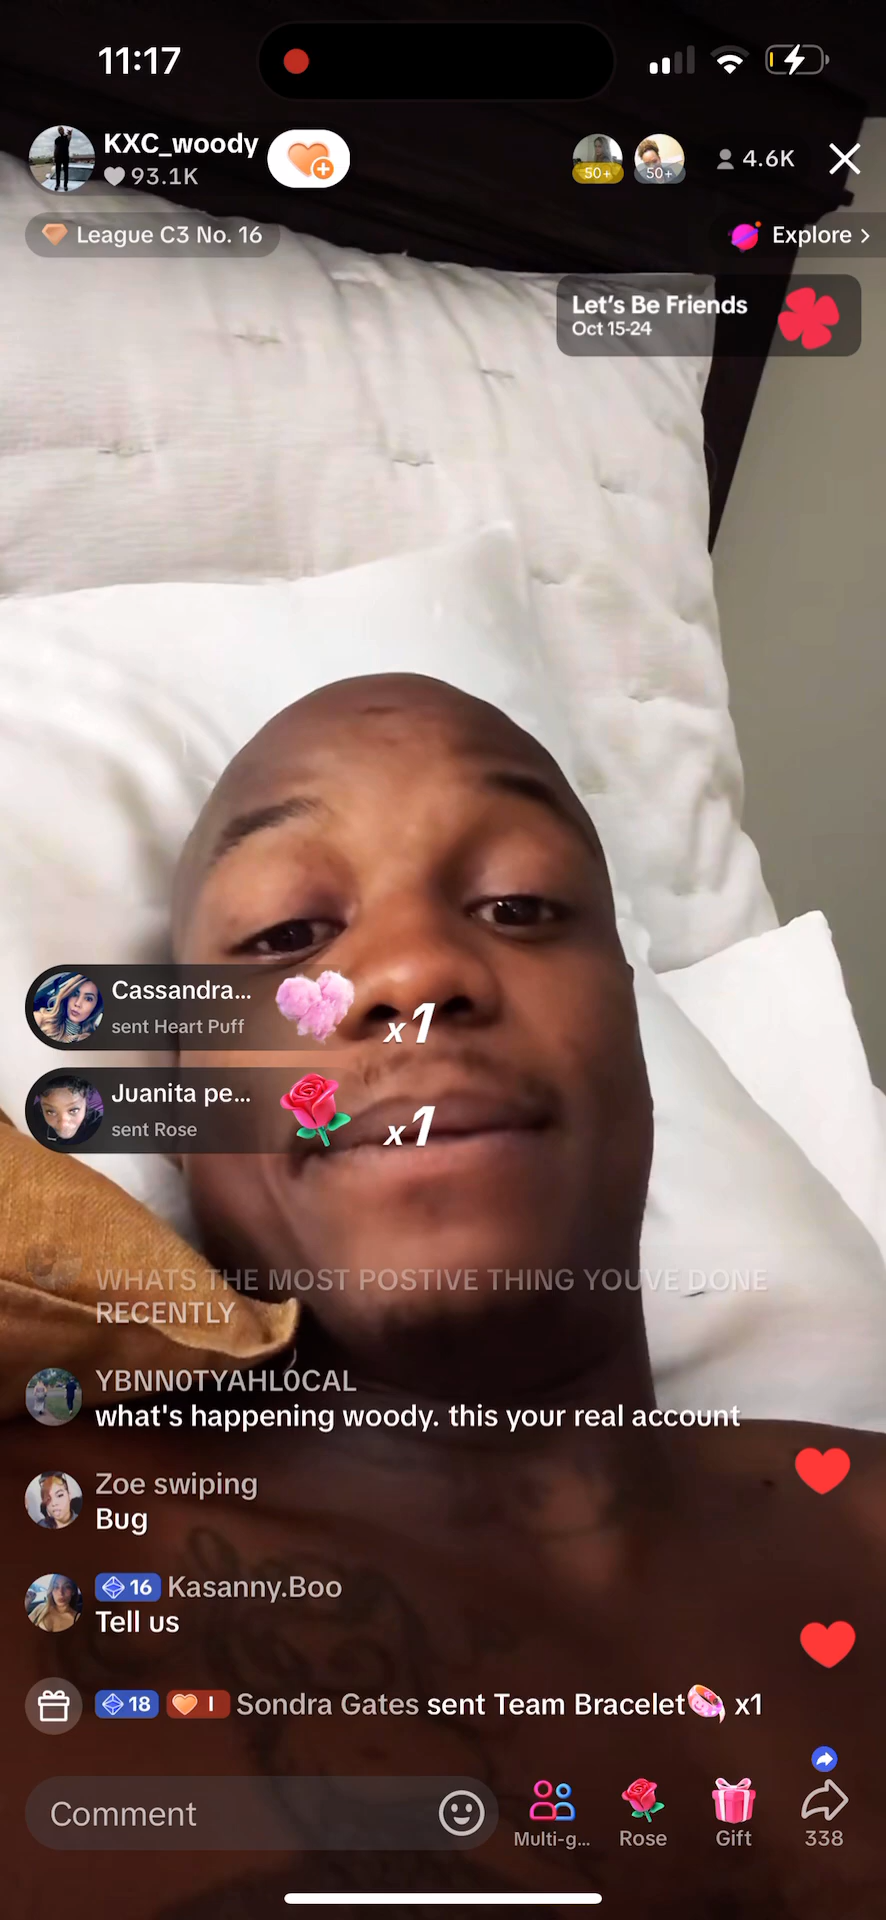 11:17
KXC_woody
93.1K
50+
50+
4.6K
League C3 No. 16
Explore >
Let's Be Friends
Oct 15-24
Cassandra...
sent Heart Puff
x1
Juanita pe...
sent Rose
x1
WHATS THE MOST POSTIVE THING YOUVE DONE
RECENTLY
YBNN0TYAHL0CAL
what's happening woody. this your real account
Zoe swiping
Bug
16 Kasanny.Boo
Tell us
18 I Sondra Gates sent Team Bracelet x1
Comment
Multi-g...
Rose
Gift
338